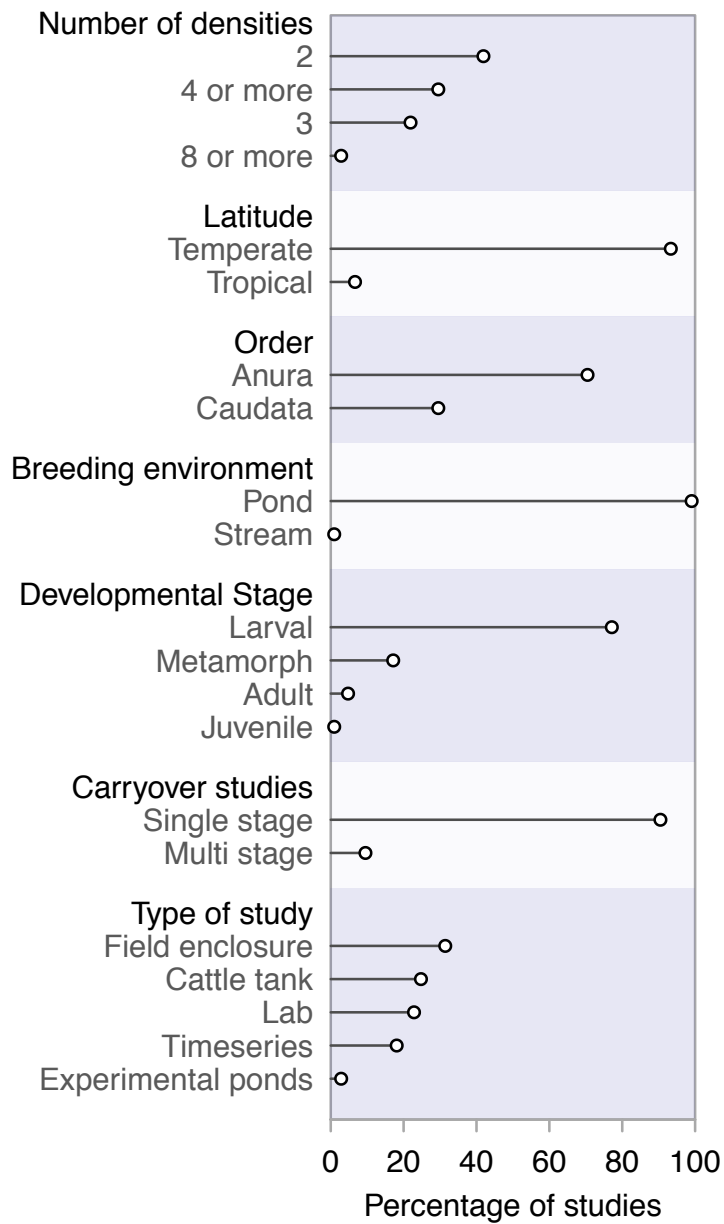 Number of densities
2
4 or more
3
8 or more
Latitude
Temperate
Tropical
Order
Anura
Caudata
Breeding environment
Pond
Stream
Developmental Stage
Larval
Metamorph
Adult
Juvenile
Carryover studies
Single stage
Multi stage
Type of study
Field enclosure
Cattle tank
Lab
Timeseries
Experimental ponds
0 20 40 60 80 100
Percentage of studies